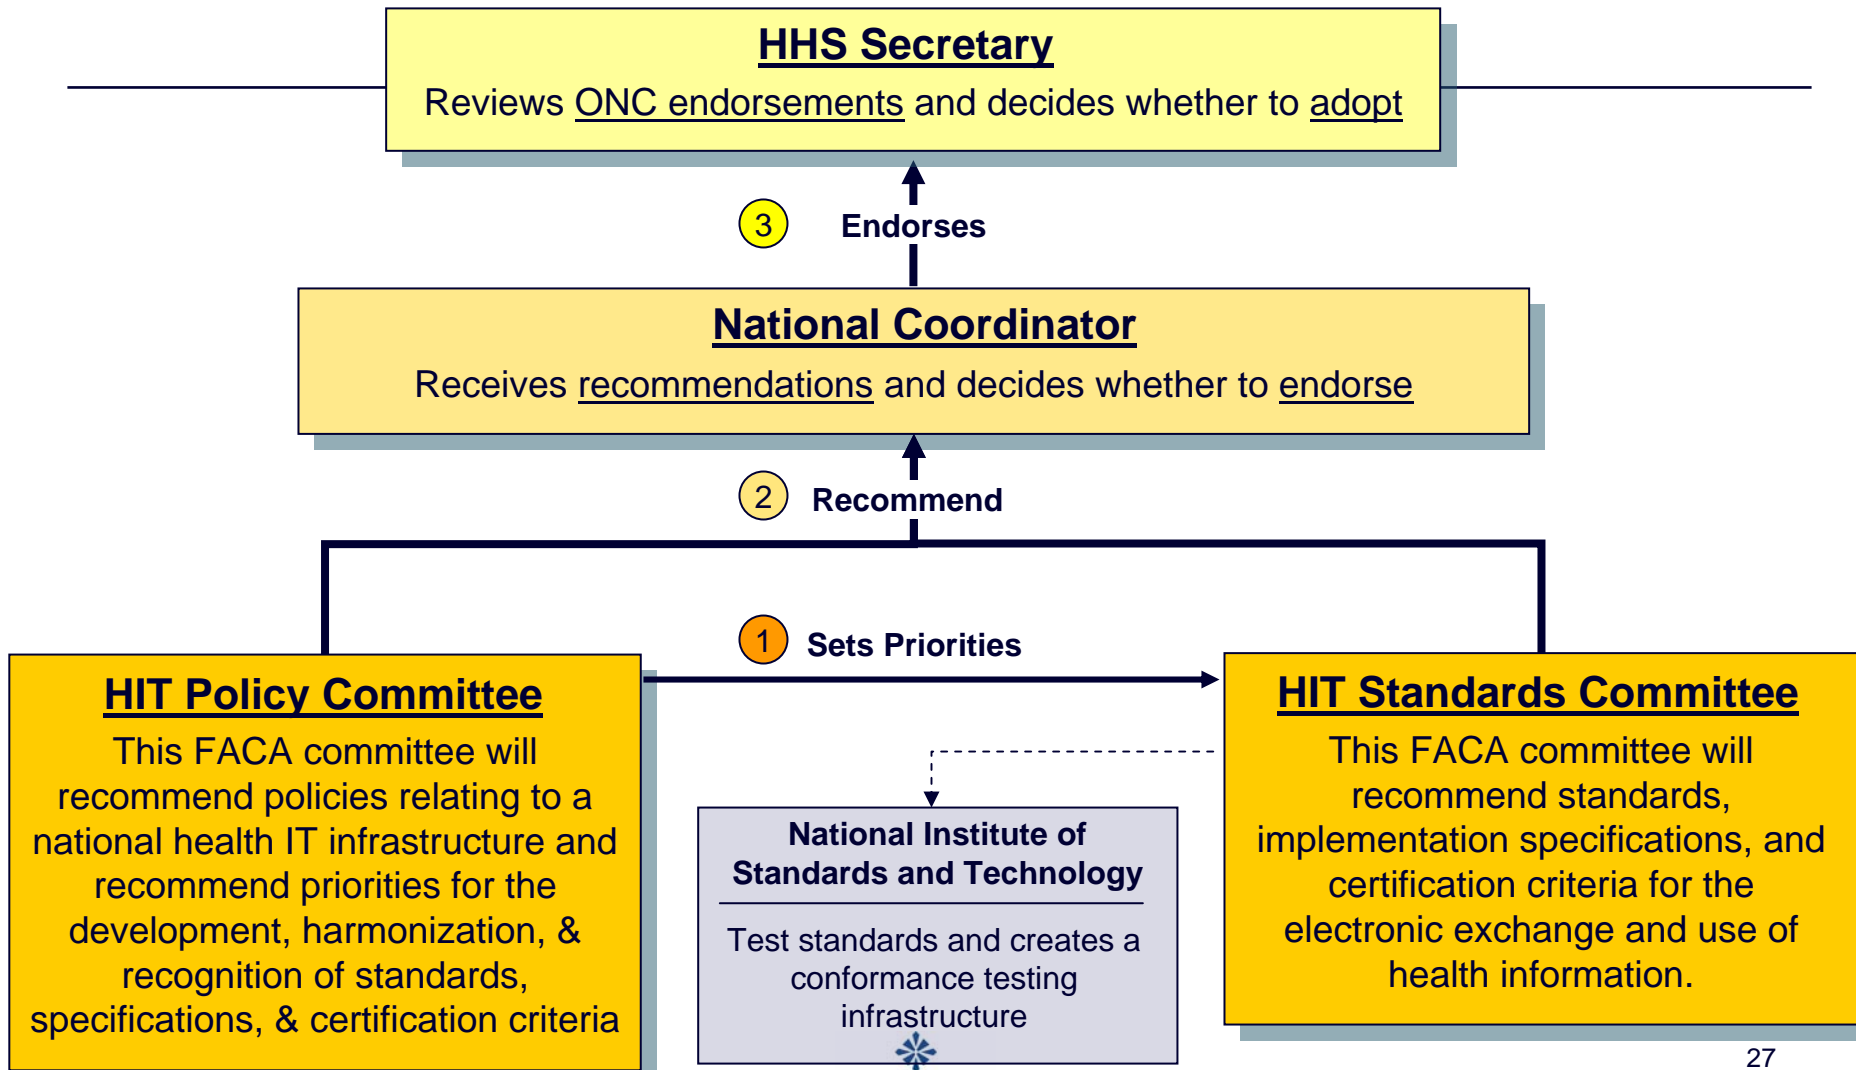 HHS Secretary
Reviews ONC endorsements and decides whether to adopt
3
Endorses
National Coordinator
Receives recommendations and decides whether to endorse
2
Recommend
1
Sets Priorities
HIT Policy Committee
This FACA committee will
recommend policies relating to a
national health IT infrastructure and
recommend priorities for the
development, harmonization, &
recognition of standards,
specifications, & certification criteria
National Institute of
Standards and Technology
Test standards and creates a
conformance testing
infrastructure
HIT Standards Committee
This FACA committee will
recommend standards,
implementation specifications, and
certification criteria for the
electronic exchange and use of
health information.
27